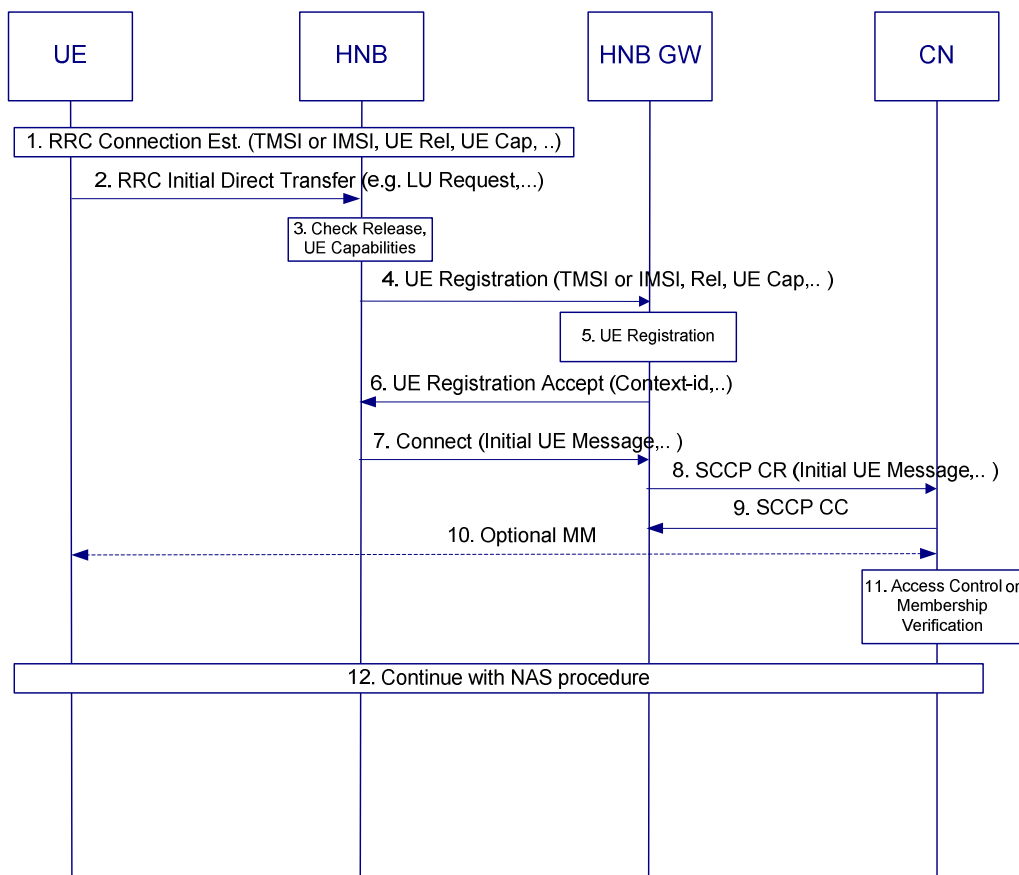 UE
HNB
HNB GW
CN
1. RRC Connection Est. (TMSI or IMSI, UE Rel, UE Cap, ..)
2. RRC Initial Direct Transfer (e.g. LU Request,...)
3. Check Release,
UE Capabilities
4. UE Registration (TMSI or IMSI, Rel, UE Cap,.. )
5. UE Registration
6. UE Registration Accept (Context-id,..)
7. Connect (Initial UE Message,.. )
8. SCCP CR (Initial UE Message,.. )
9. SCCP CC
10. Optional MM
11. Access Control or
Membership
Verification
12. Continue with NAS procedure